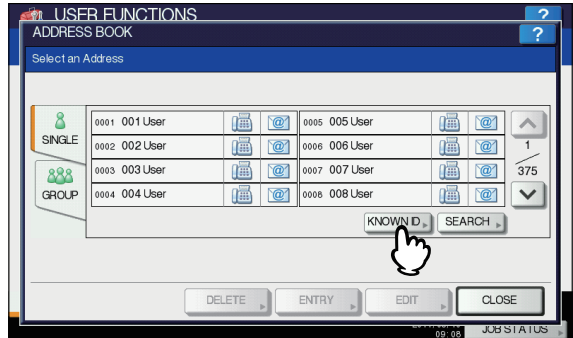 USER FUNCTIONS ?
ADDRESS BOOK ?
Select an Address
SINGLE
GROUP
0001 001 User @ 0005 005 User @
0002 002 User @ 0006 006 User @
0003 003 User @ 0007 007 User @
0004 004 User @ 0008 008 User @
1
375
KNOWN ID SEARCH
DELETE ENTRY EDIT CLOSE
09:08 JOB STATUS